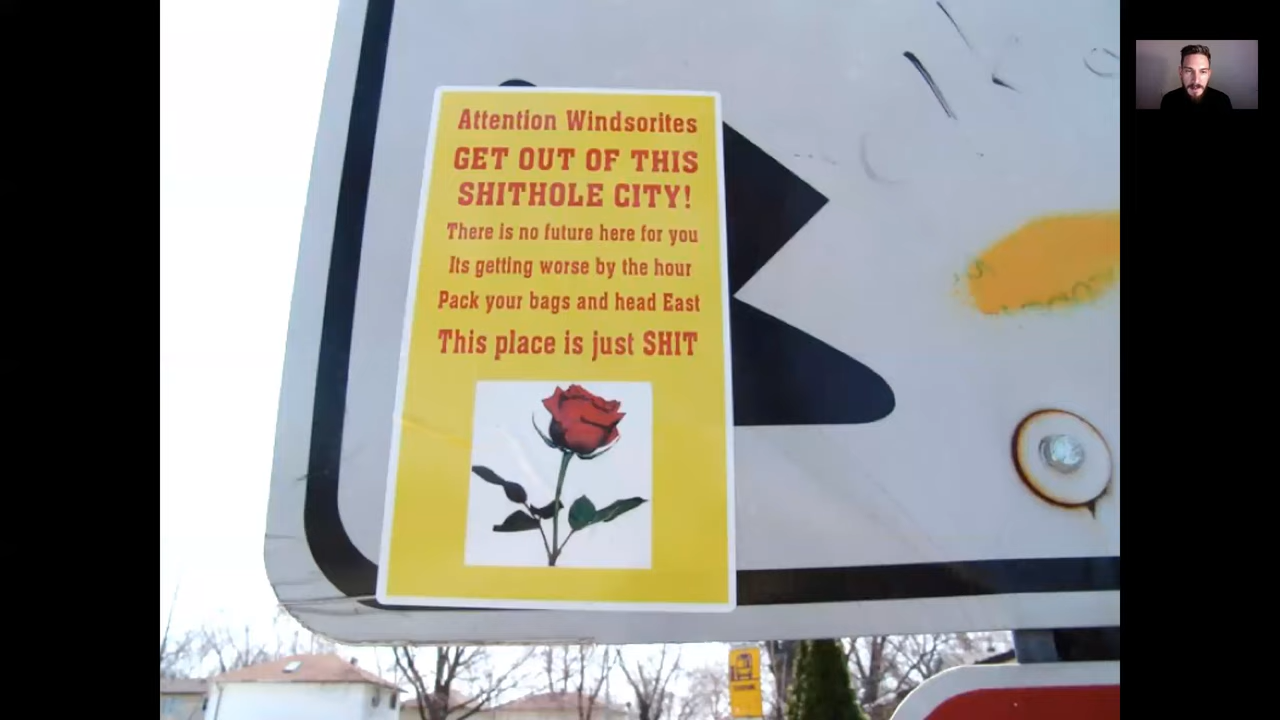 Attention Windsorites
GET OUT OF THIS
SHITHOLE CITY!
There is no future here for you
Its getting worse by the hour
Pack your bags and head East
This place is just SHIT